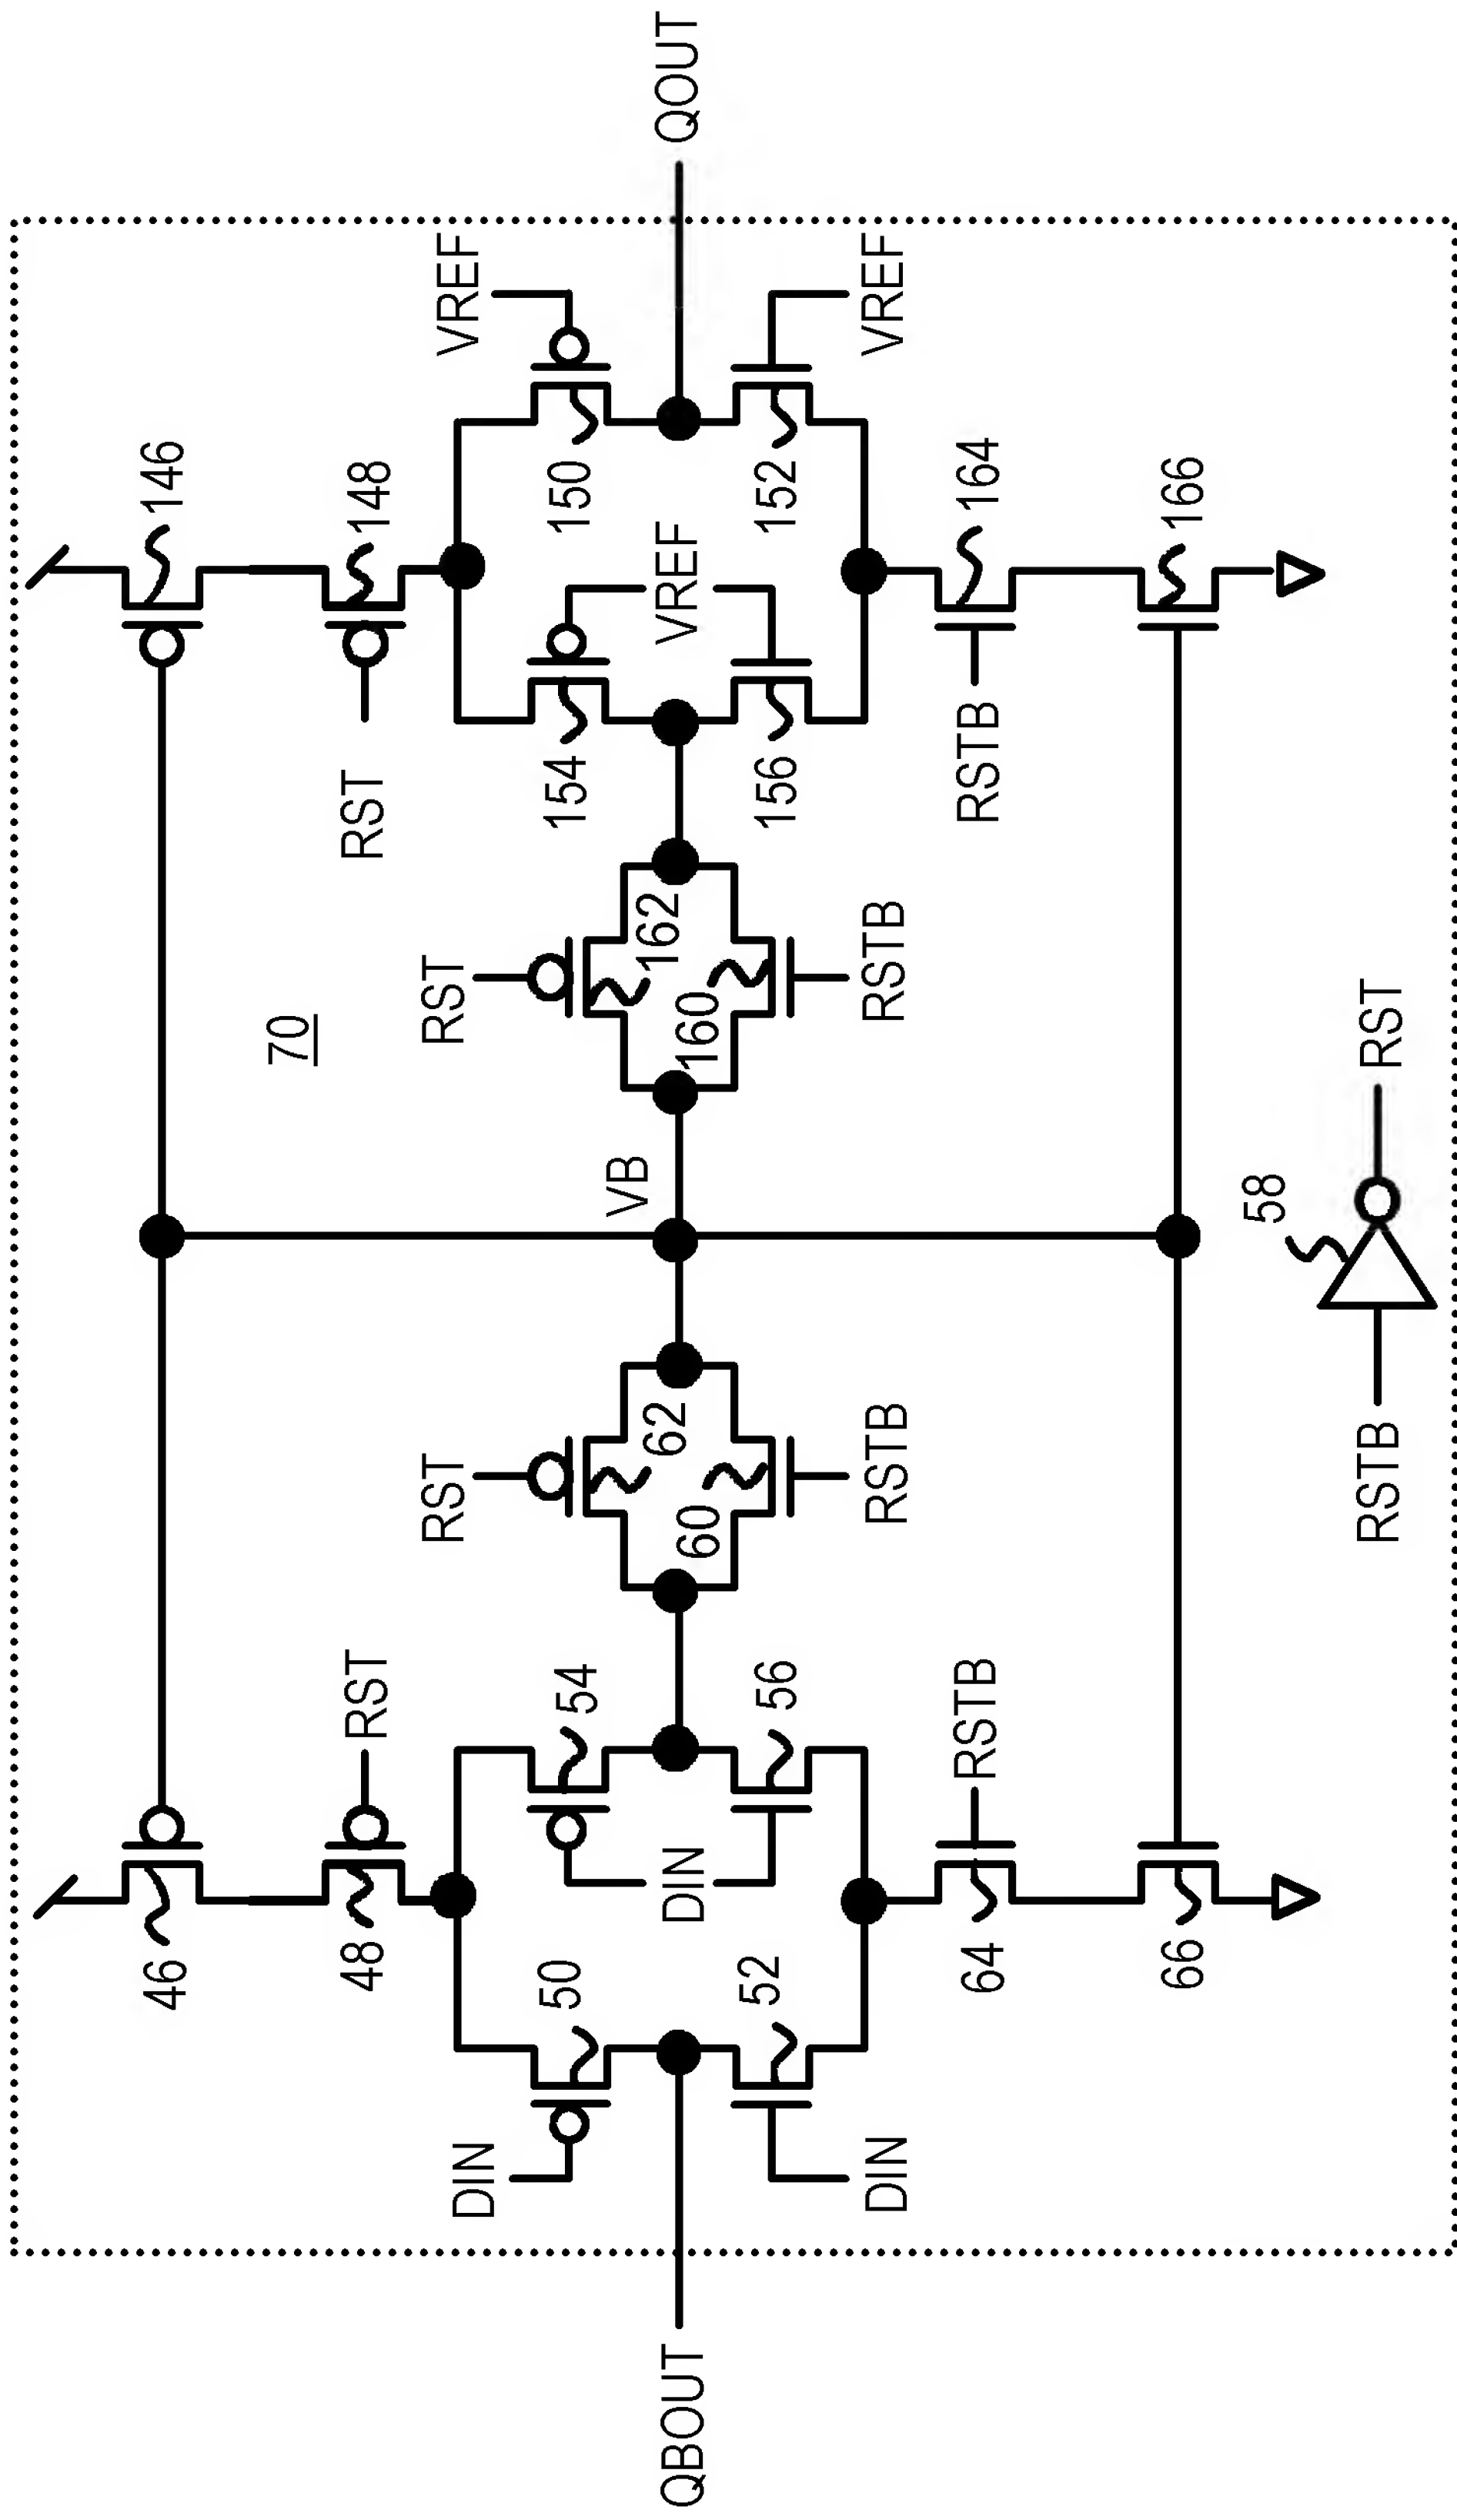 46
146
48
RST
70
RST
148
DIN
50
54
RST
RST
VREF
VREF
150
154
QBOUT
DIN
62
60
VB
162
160
VREF
QOUT
52
56
RSTB
RSTB
156
152
DIN
VREF
64
RSTB
RSTB
164
66
166
58
RSTB
RST